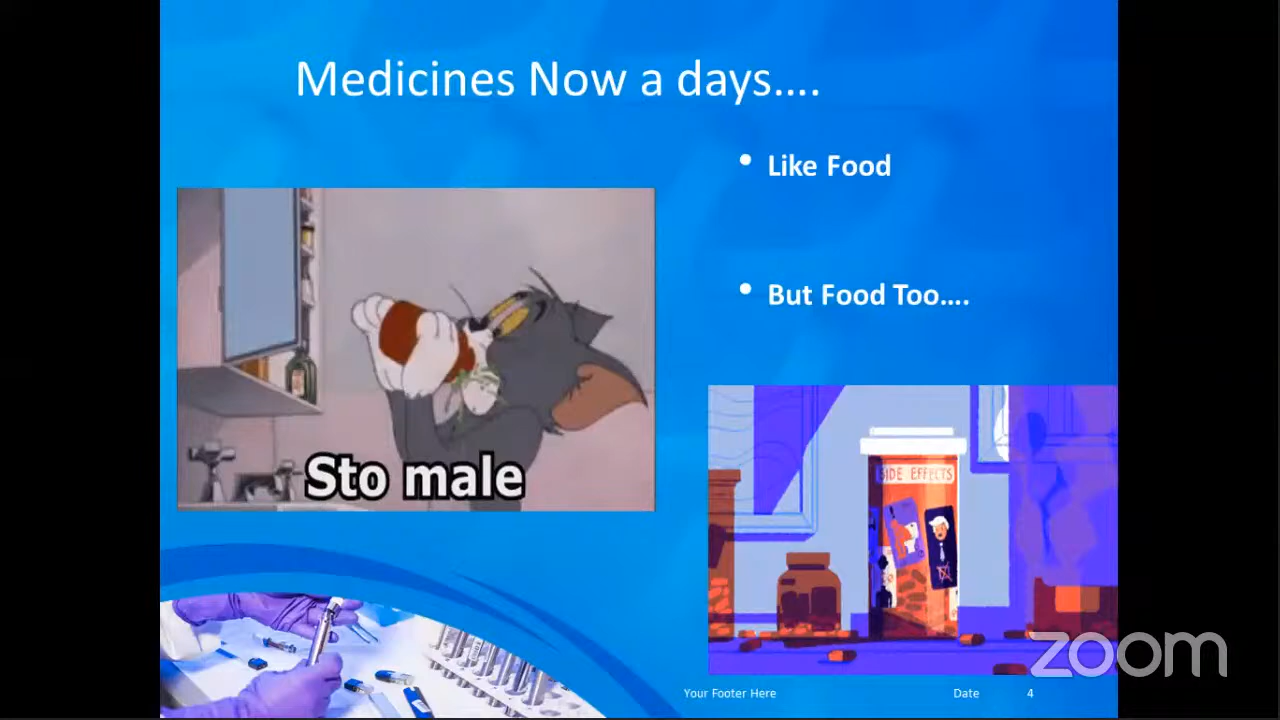 Medicines Now a days....
• Like Food
• But Food Too....
Sto male
SIDE EFFECTS
Your Footer Here
Date
4
zoom